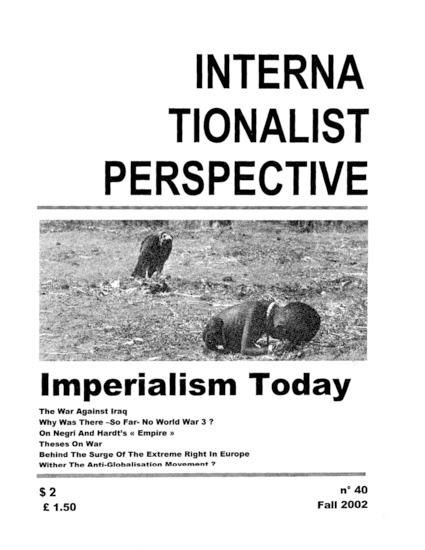 INTERNA
TIONALIST
PERSPECTIVE
Imperialism Today
The War Against Iraq
Why Was There –So Far- No World War 3 ?
On Negri And Hardt's « Empire »
Theses On War
Behind The Surge Of The Extreme Right In Europe
Wither The Anti-Globalisation Movement ?
$ 2
n° 40
£ 1.50
Fall 2002